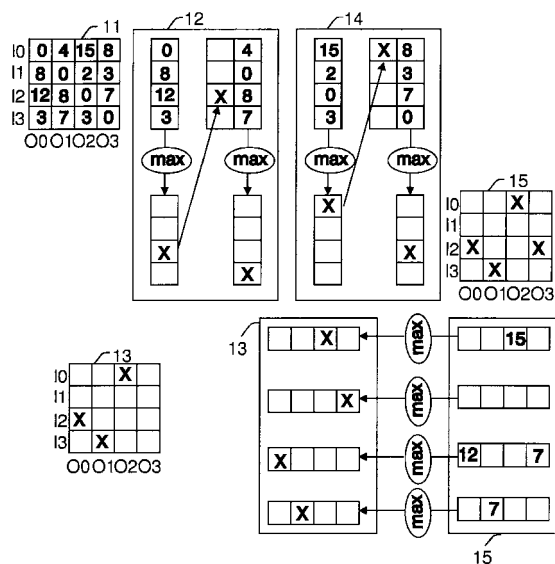 11
I0 0 4 15 8
I1 8 0 2 3
I2 12 8 0 7
I3 3 7 3 0
O0 O1 O2 O3
12
0 4
8 0
12 X 8
3 7
max max
X
X
14
15 X 8
2 3
0 7
3 0
max max
X
X
15
I0 X
I1
I2 X X
I3 X
O0 O1 O2 O3
13
I0 X
I1
I2 X
I3 X
O0 O1 O2 O3
13
X max 15
X max
X max 12 7
X max 7
15